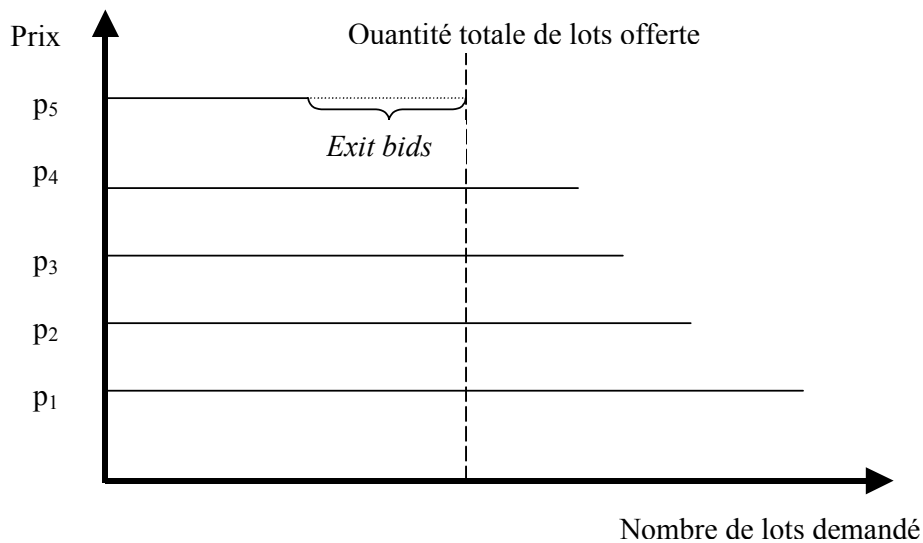 Prix
Ouantité totale de lots offerte
p5
Exit bids
p4
p3
p2
p1
Nombre de lots demandé